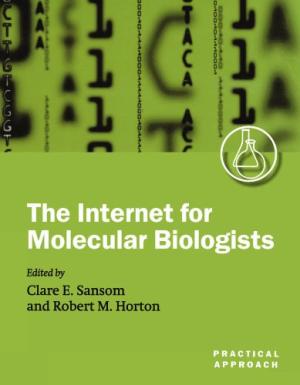 The Internet for
Molecular Biologists
Edited by
Clare E. Sansom
and Robert M. Horton
PRACTICAL
APPROACH